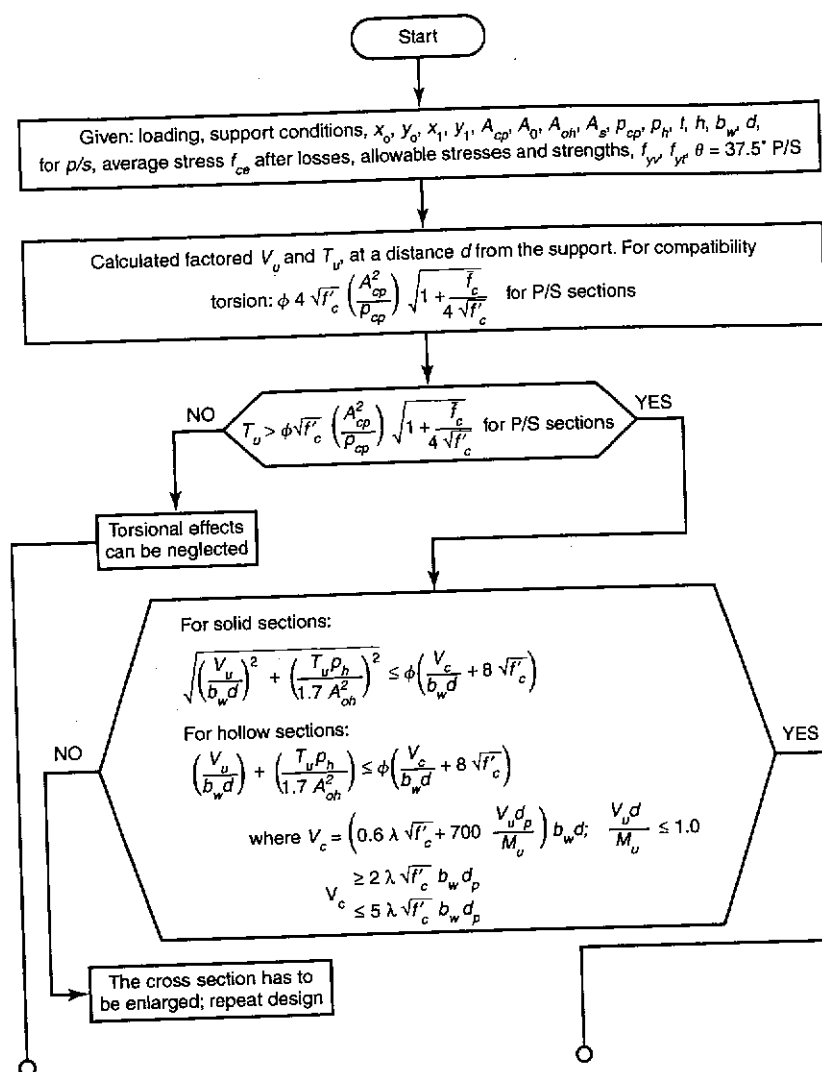 Start
Given: loading, support conditions, x_o, y_o, x_1, y_1, A_cp, A_0, A_oh, A_s, p_cp, p_h, t, h, b_w, d,
for p/s, average stress f_ce after losses, allowable stresses and strengths, f_yv, f_yt, θ = 37.5° P/S
Calculated factored V_u and T_u, at a distance d from the support. For compatibility
torsion: φ 4 √f'_c (A²_cp / p_cp) √(1 + f̄_c / 4 √f'_c) for P/S sections
NO
T_u > φ√f'_c (A²_cp / p_cp) √(1 + f̄_c / 4 √f'_c) for P/S sections
YES
Torsional effects
can be neglected
For solid sections:
√((V_u / b_w d)² + (T_u p_h / 1.7 A²_oh)²) ≤ φ(V_c / b_w d + 8 √f'_c)
For hollow sections:
NO
YES
(V_u / b_w d) + (T_u p_h / 1.7 A²_oh) ≤ φ(V_c / b_w d + 8 √f'_c)
where V_c = (0.6 λ √f'_c + 700 V_u d_p / M_u) b_w d; V_u d / M_u ≤ 1.0
V_c ≥ 2 λ √f'_c b_w d_p
≤ 5 λ √f'_c b_w d_p
The cross section has to
be enlarged; repeat design